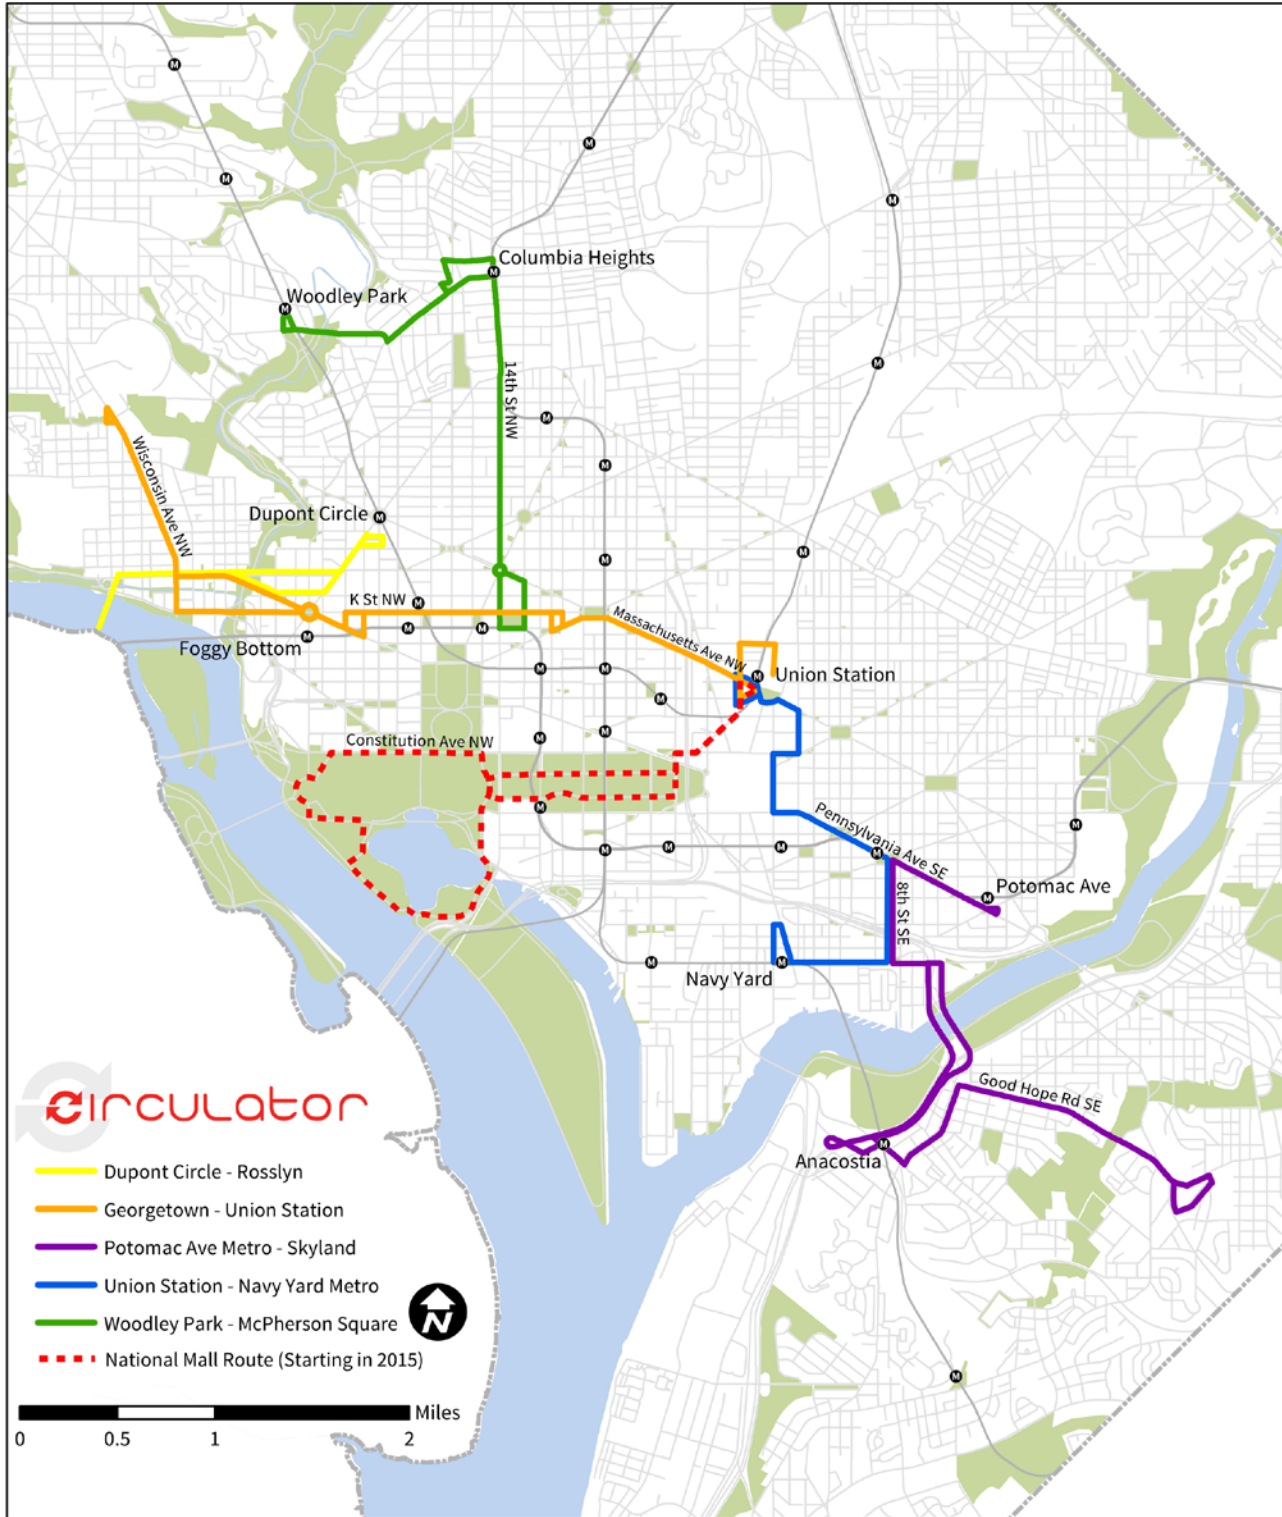 Columbia Heights
Woodley Park
14th St NW
Wisconsin Ave NW
Dupont Circle
K St NW
Massachusetts Ave NW
Foggy Bottom
Union Station
Constitution Ave NW
Pennsylvania Ave SE
Potomac Ave
8th St SE
Navy Yard
Good Hope Rd SE
Anacostia
circulator
Dupont Circle - Rosslyn
Georgetown - Union Station
Potomac Ave Metro - Skyland
Union Station - Navy Yard Metro
Woodley Park - McPherson Square
N
National Mall Route (Starting in 2015)
Miles
0 0.5 1 2